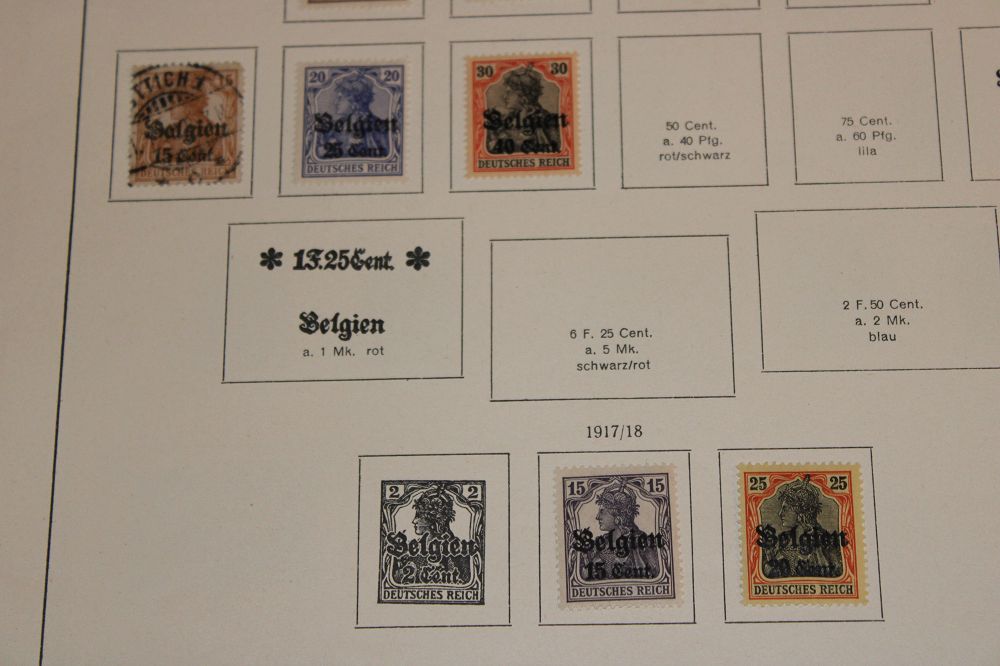 TTICH 1
Belgien
15 Cent.
20
Belgien
25 Cent.
DEUTSCHES REICH
30 30
Belgien
40 Cent.
DEUTSCHES REICH
50 Cent.
a. 40 Pfg.
rot/schwarz
75 Cent.
a. 60 Pfg.
lila
* 1F.25Cent. *
Belgien
a. 1 Mk. rot
6 F. 25 Cent.
a. 5 Mk.
schwarz/rot
2 F. 50 Cent.
a. 2 Mk.
blau
1917/18
2 2
Belgien
2 Cent.
DEUTSCHES REICH
15 15
Belgien
15 Cent.
DEUTSCHES REICH
25 25
Belgien
20 Cent.
DEUTSCHES REICH